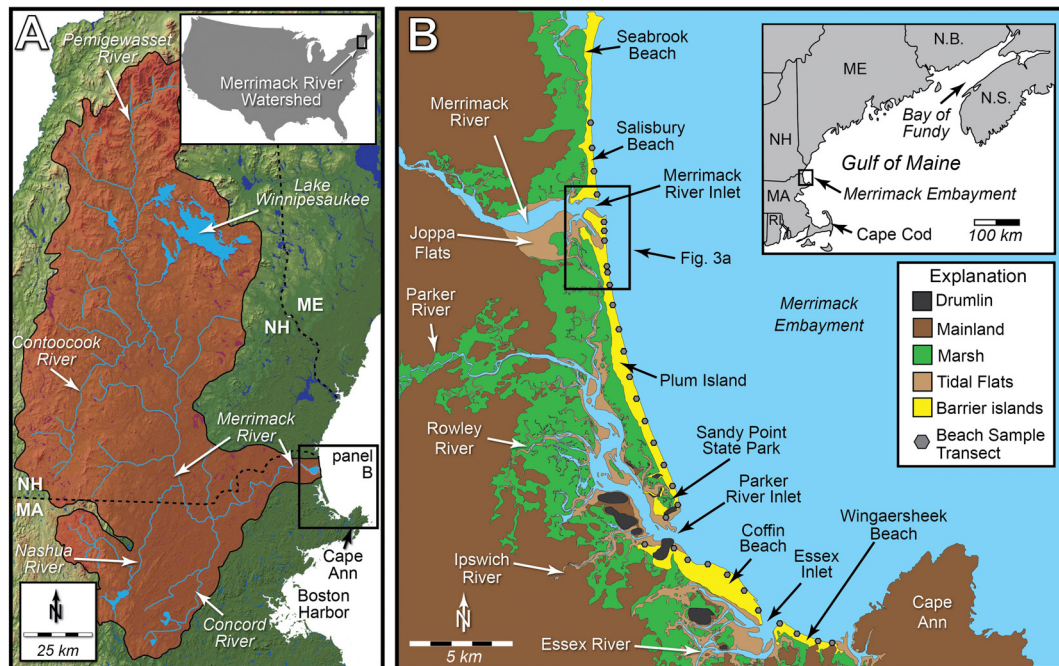 A
Pemigewasset
River
Merrimack River
Watershed
Lake
Winnipesaukee
ME
NH
Contoocook
River
Merrimack
River
panel
B
NH
MA
Nashua
River
Cape
Ann
Boston
Harbor
Concord
River
N
25 km
B
Seabrook
Beach
Merrimack
River
Salisbury
Beach
Merrimack
River Inlet
Joppa
Flats
Fig. 3a
Parker
River
Merrimack
Embayment
Plum Island
Rowley
River
Sandy Point
State Park
Parker
River Inlet
Wingaersheek
Beach
Coffin
Beach
Essex
Inlet
Ipswich
River
N
5 km
Essex River
Cape
Ann
N.B.
ME
N.S.
Bay of
Fundy
NH
Gulf of Maine
MA
Merrimack Embayment
RI
Cape Cod
100 km
Explanation
Drumlin
Mainland
Marsh
Tidal Flats
Barrier islands
Beach Sample
Transect